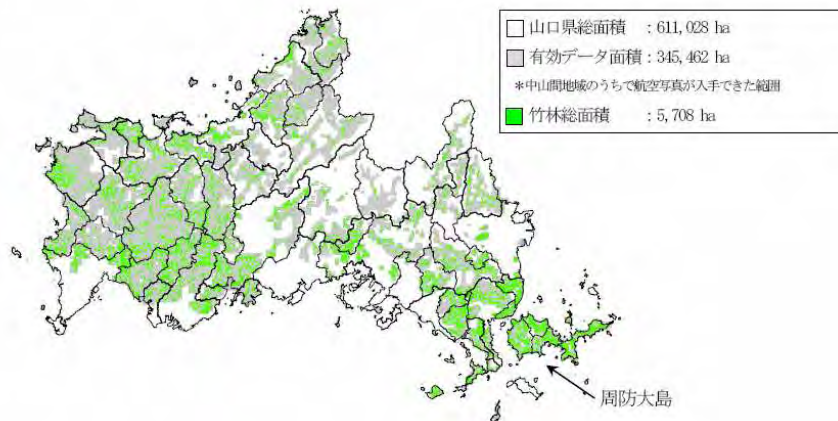 山口県総面積 : 611,028 ha
有効データ面積 : 345,462 ha
*中山間地域のうちで航空写真が入手できた範囲
竹林総面積 : 5,708 ha
周防大島